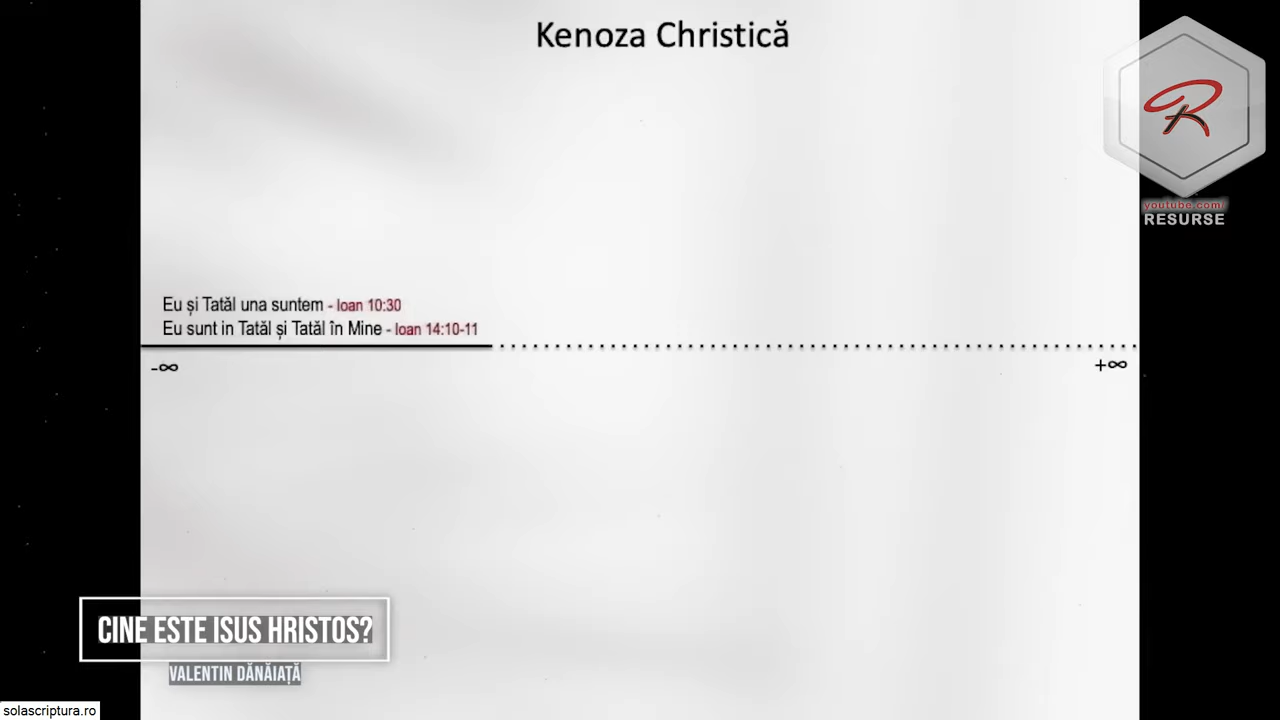 Kenoza Christică
R
youtube.com/
RESURSE
Eu și Tatăl una suntem - Ioan 10:30
Eu sunt in Tatăl și Tatăl în Mine - Ioan 14:10-11
-∞
+∞
CINE ESTE ISUS HRISTOS?
VALENTIN DĂNĂIAȚĂ
solascriptura.ro